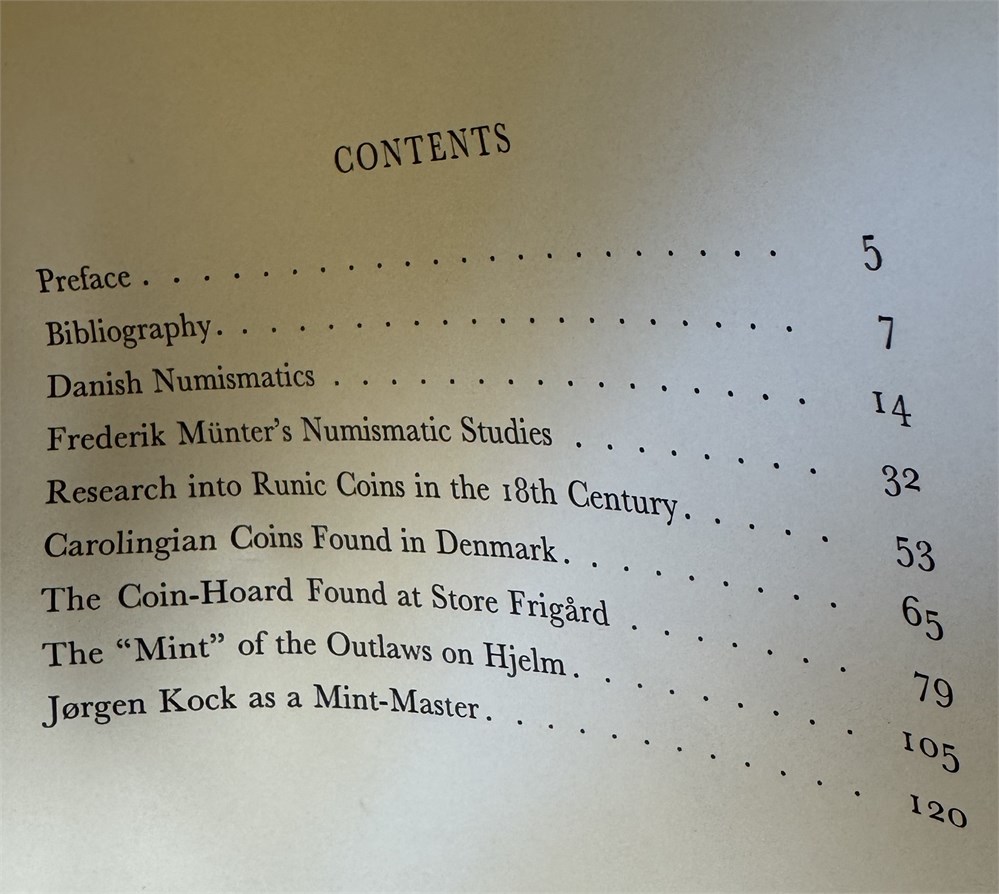 CONTENTS
Preface . . . . . . . . . . . . . . . . . . . . . . . 5
Bibliography. . . . . . . . . . . . . . . . . . . . . 7
Danish Numismatics . . . . . . . . . . . . . . . . . 14
Frederik Münter’s Numismatic Studies . . . . . . . . 32
Research into Runic Coins in the 18th Century. . . . . 53
Carolingian Coins Found in Denmark. . . . . . . . . . 65
The Coin-Hoard Found at Store Frigård . . . . . . . 79
The “Mint” of the Outlaws on Hjelm. . . . . . . . . 105
Jørgen Kock as a Mint-Master. . . . . . . . . . . . 120